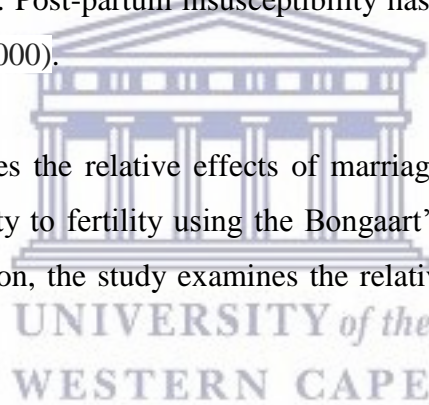 . Post-partum insusceptibility has
000).
es the relative effects of marriag
ty to fertility using the Bongaart’
on, the study examines the relativ
UNIVERSITY of the
WESTERN CAPE